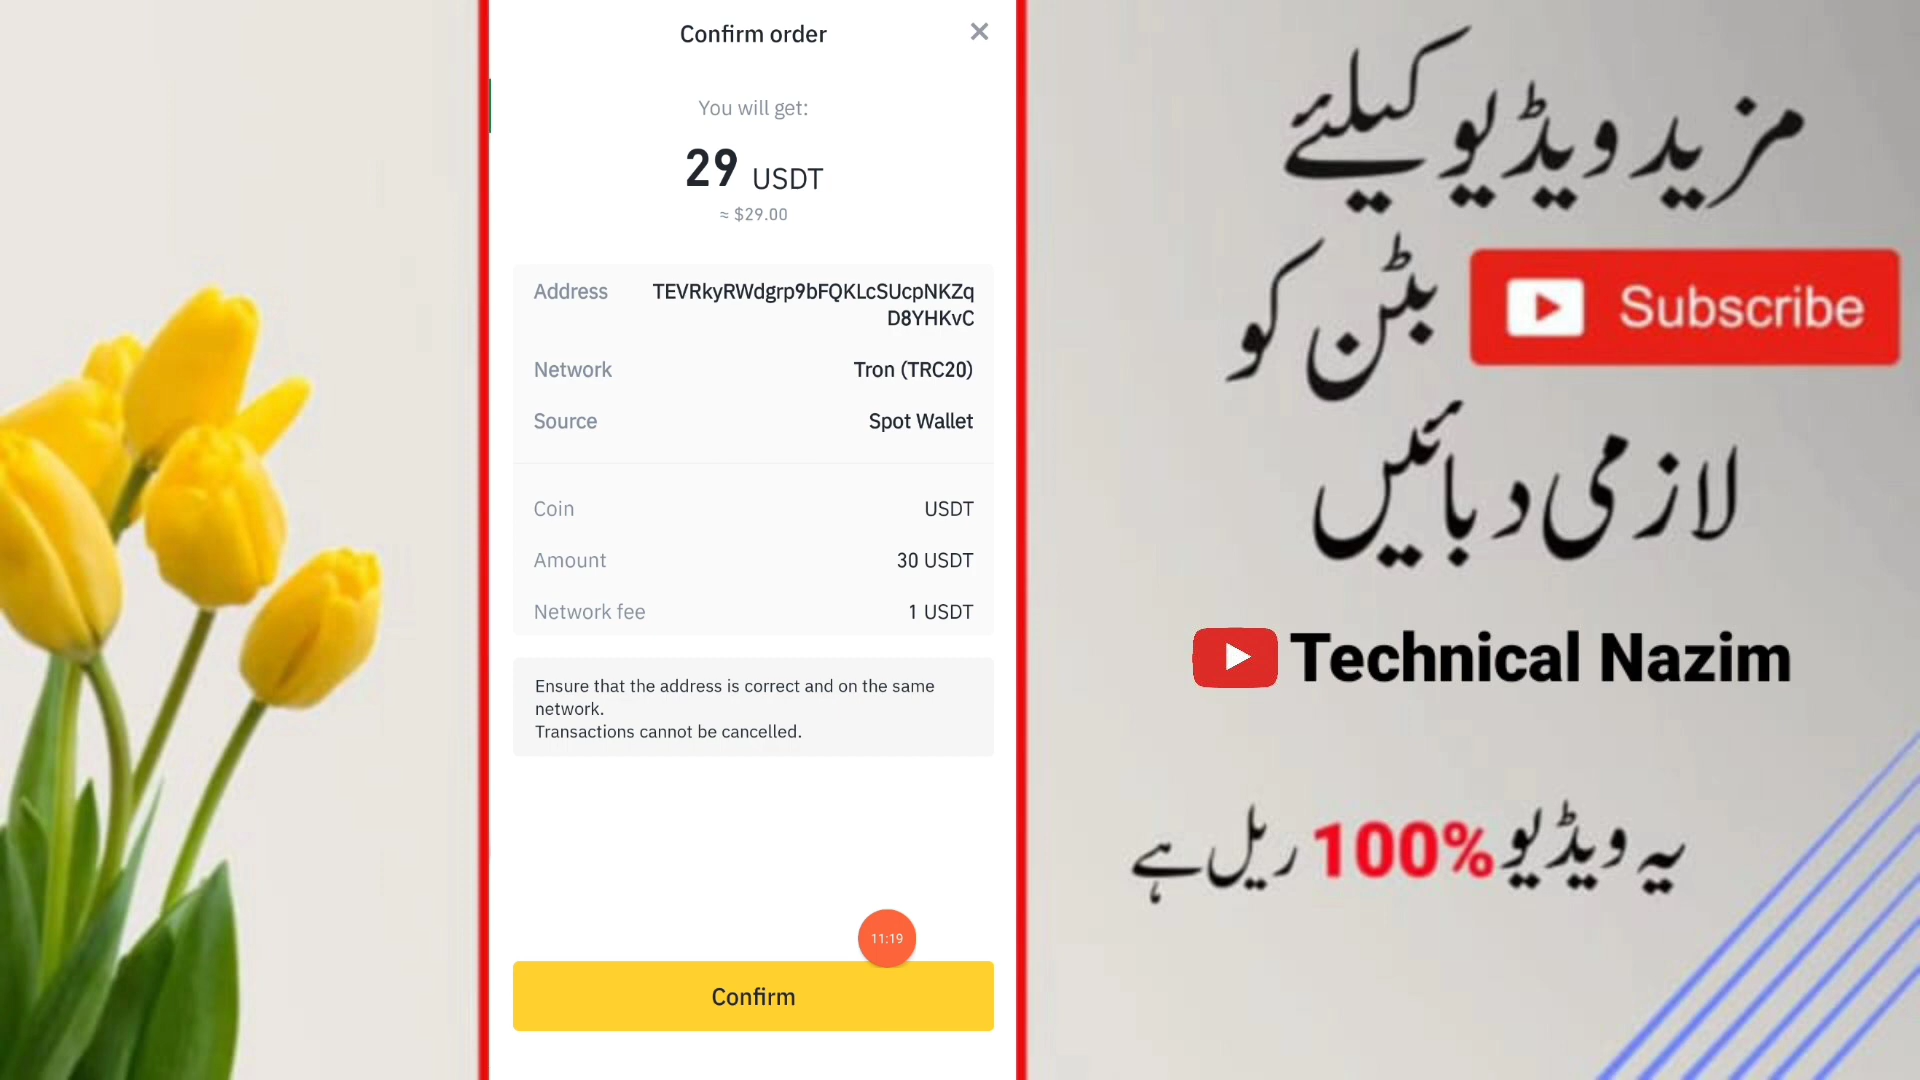 Confirm order
You will get:
29 USDT
≈ $29.00
Address TEVRkyRWdgrp9bFQKLcSUcpNKZq
D8YHKvC
Network Tron (TRC20)
Source Spot Wallet
Coin USDT
Amount 30 USDT
Network fee 1 USDT
Ensure that the address is correct and on the same
network.
Transactions cannot be cancelled.
11:19
Confirm
مزید ویڈیو کیلئے
Subscribe بٹن کو
لازمی دبائیں
Technical Nazim
یہ ویڈیو 100% ریل ہے